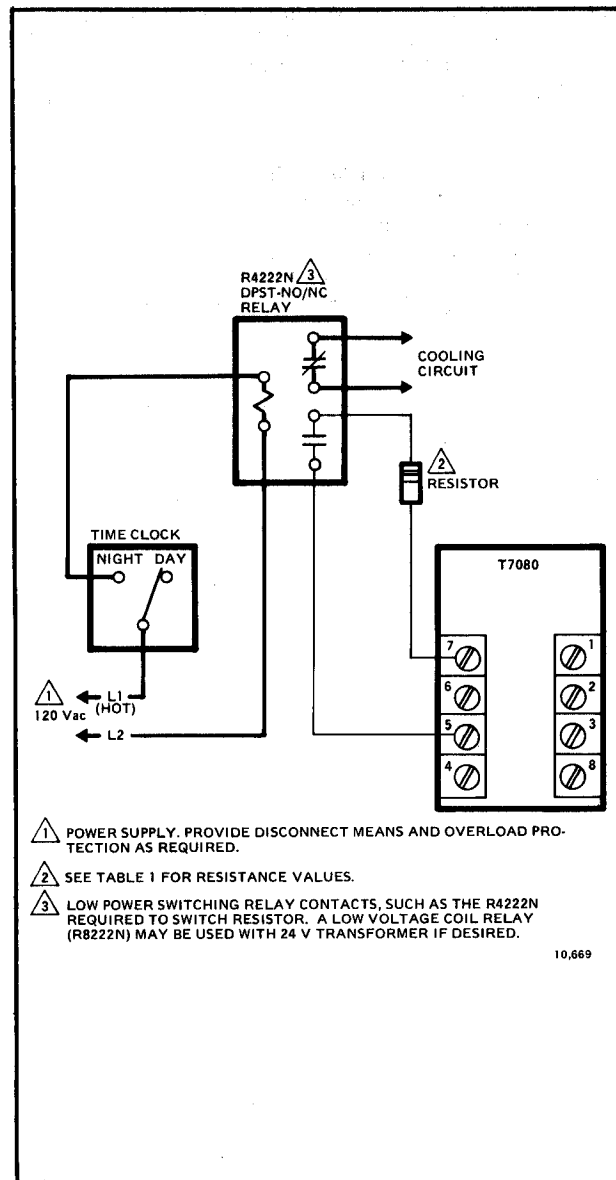 R4222N 3
DPST-NO/NC
RELAY
COOLING
CIRCUIT
2
RESISTOR
TIME CLOCK
NIGHT DAY
T7080
7
6
5
4
1
2
3
8
1
120 Vac
L1
(HOT)
L2
1 POWER SUPPLY. PROVIDE DISCONNECT MEANS AND OVERLOAD PRO-
TECTION AS REQUIRED.
2 SEE TABLE 1 FOR RESISTANCE VALUES.
3 LOW POWER SWITCHING RELAY CONTACTS, SUCH AS THE R4222N
REQUIRED TO SWITCH RESISTOR. A LOW VOLTAGE COIL RELAY
(R8222N) MAY BE USED WITH 24 V TRANSFORMER IF DESIRED.
10,669